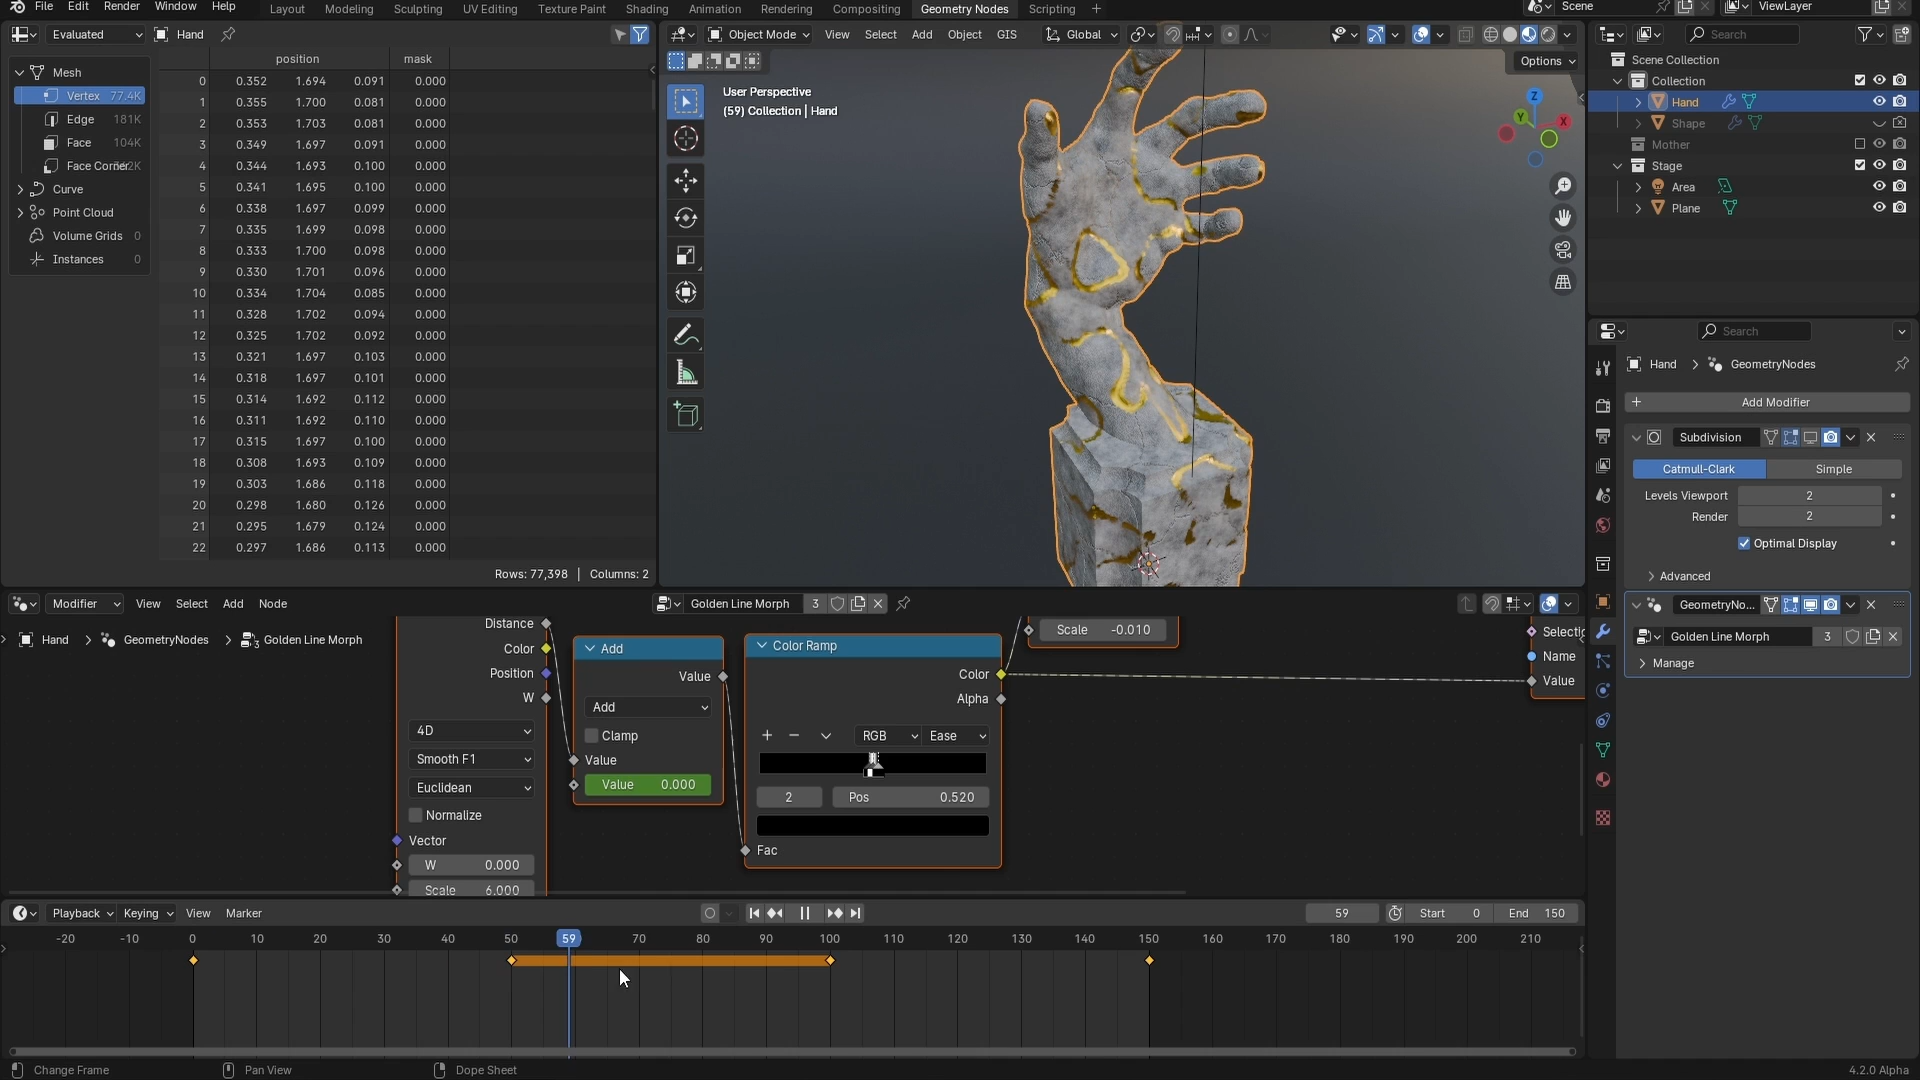 File Edit Render Window Help
Layout Modeling Sculpting UV Editing Texture Paint Shading Animation Rendering Compositing Geometry Nodes Scripting
Scene ViewLayer
Evaluated Hand
Object Mode View Select Add Object GIS Global
Options
Search
position mask
Mesh
Vertex 77.4K
Edge 181K
Face 104K
Face Corner
Curve
Point Cloud
Volume Grids 0
Instances 0
0 0.352 1.694 0.091 0.000
1 0.355 1.700 0.081 0.000
2 0.353 1.703 0.081 0.000
3 0.349 1.697 0.091 0.000
4 0.344 1.693 0.100 0.000
5 0.341 1.695 0.100 0.000
6 0.338 1.697 0.099 0.000
7 0.335 1.699 0.098 0.000
8 0.333 1.700 0.098 0.000
9 0.330 1.701 0.096 0.000
10 0.334 1.704 0.085 0.000
11 0.328 1.702 0.094 0.000
12 0.325 1.702 0.092 0.000
13 0.321 1.697 0.103 0.000
14 0.318 1.697 0.101 0.000
15 0.314 1.692 0.112 0.000
16 0.311 1.692 0.110 0.000
17 0.315 1.697 0.100 0.000
18 0.308 1.693 0.109 0.000
19 0.303 1.686 0.118 0.000
20 0.298 1.680 0.126 0.000
21 0.295 1.679 0.124 0.000
22 0.297 1.686 0.113 0.000
Rows: 77,398 | Columns: 2
User Perspective
(59) Collection | Hand
Z
Y
X
Scene Collection
Collection
Hand
Shape
Mother
Stage
Area
Plane
Search
Hand GeometryNodes
Add Modifier
Subdivision
Catmull-Clark Simple
Levels Viewport 2
Render 2
Optimal Display
Advanced
GeometryNo...
Golden Line Morph 3
Manage
Modifier View Select Add Node
Golden Line Morph 3
Hand GeometryNodes Golden Line Morph
Distance
Color
Position
W
4D
Smooth F1
Euclidean
Normalize
Vector
W 0.000
Scale 6.000
Add
Value
Add
Clamp
Value
Value 0.000
Color Ramp
Color
Alpha
RGB Ease
2 Pos 0.520
Fac
Scale -0.010
Name
Value
Playback Keying View Marker
59 Start 0 End 150
-20 -10 0 10 20 30 40 50 59 70 80 90 100 110 120 130 140 150 160 170 180 190 200 210
Change Frame Pan View Dope Sheet
4.2.0 Alpha